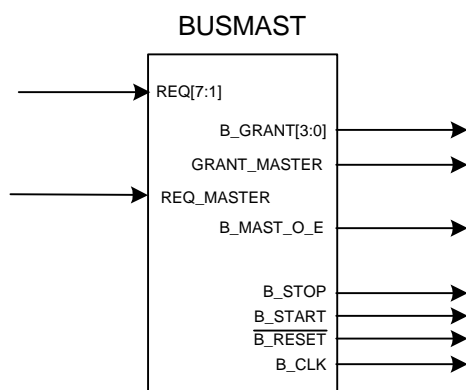 BUSMAST
REQ[7:1]
B_GRANT[3:0]
GRANT_MASTER
REQ_MASTER
B_MAST_O_E
B_STOP
B_START
B_RESET
B_CLK